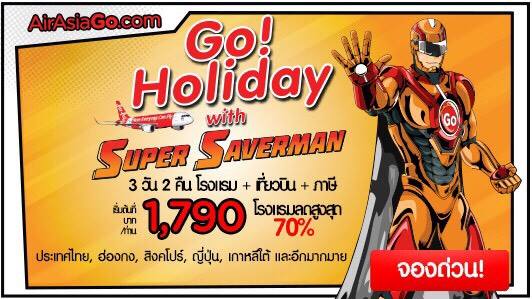 AirAsiaGo.com
Go!
Holiday
Now Everyone Can Fly
with
SUPER SAVERMAN
3 วัน 2 คืน โรงแรม + เที่ยวบิน + ภาษี
เริ่มต้นที่
บาท
/ท่าน
1,790
โรงแรมลดสูงสุด
70%
ประเทศไทย, ฮ่องกง, สิงคโปร์, ญี่ปุ่น, เกาหลีใต้ และอีกมากมาย
Go!
จองด่วน!